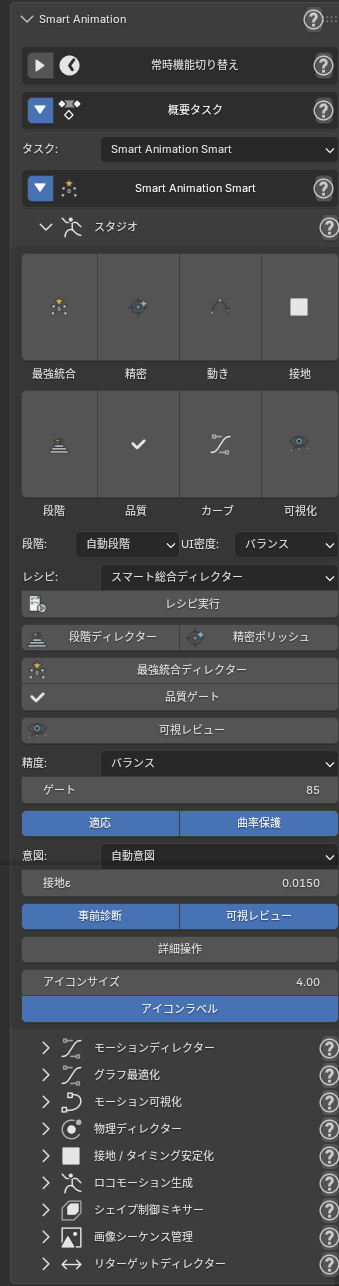 Smart Animation
常時機能切り替え
概要タスク
タスク: Smart Animation Smart
Smart Animation Smart
スタジオ
最強統合 精密 動き 接地
段階 品質 カーブ 可視化
段階: 自動段階 UI密度: バランス
レシピ: スマート総合ディレクター
レシピ実行
段階ディレクター 精密ポリッシュ
最強統合ディレクター
品質ゲート
可視レビュー
精度: バランス
ゲート 85
適応 曲率保護
意図: 自動意図
接地ε 0.0150
事前診断 可視レビュー
詳細操作
アイコンサイズ 4.00
アイコンラベル
モーションディレクター
グラフ最適化
モーション可視化
物理ディレクター
接地 / タイミング安定化
ロコモーション生成
シェイプ制御ミキサー
画像シーケンス管理
リターゲットディレクター